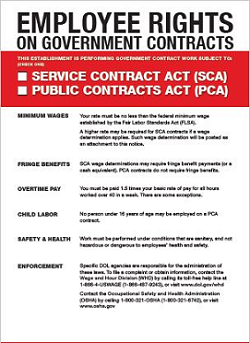 EMPLOYEE RIGHTS
ON GOVERNMENT CONTRACTS
THIS ESTABLISHMENT IS PERFORMING GOVERNMENT CONTRACT WORK SUBJECT TO:
(CHECK ONE)
SERVICE CONTRACT ACT (SCA)
PUBLIC CONTRACTS ACT (PCA)
MINIMUM WAGES
Your rate must be no less than the federal minimum wage
established by the Fair Labor Standards Act (FLSA).
A higher rate may be required for SCA contracts if a wage
determination applies. Such wage determination will be posted
as an attachment to this notice.
FRINGE BENEFITS
SCA wage determinations may require fringe benefit payments (or a
cash equivalent). PCA contracts do not require fringe benefits.
OVERTIME PAY
You must be paid 1.5 times your basic rate of pay for all hours
worked over 40 in a week. There are some exceptions.
CHILD LABOR
No person under 16 years of age may be employed on a PCA
contract.
SAFETY & HEALTH
Work must be performed under conditions that are sanitary, and not
hazardous or dangerous to employees' health and safety.
ENFORCEMENT
Specific DOL agencies are responsible for the administration of
these laws. To file a complaint or obtain information, contact the
Wage and Hour Division (WHD) by calling its toll-free help line at
1-866-4-USWAGE (1-866-487-9243), or visit www.dol.gov/whd
Contact the Occupational Safety and Health Administration
(OSHA) by calling 1-800-321-OSHA (1-800-321-6742), or visit
www.osha.gov